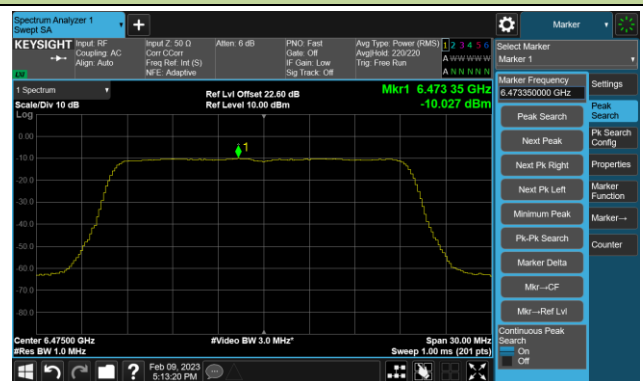 Spectrum Analyzer 1
Swept SA
+
Marker
KEYSIGHT
Input: RF
Coupling: AC
Align: Auto
Input Z: 50 Ω
Corr CCorr
Freq Ref: Int (S)
NFE: Adaptive
Atten: 6 dB
PNO: Fast
Gate: Off
IF Gain: Low
Sig Track: Off
Avg Type: Power (RMS)
Avg|Hold: 220/220
Trig: Free Run
1 2 3 4 5 6
A W W W W W
A N N N N N
LW
Select Marker
Marker 1
1 Spectrum
Scale/Div 10 dB
Log
Ref Lvl Offset 22.60 dB
Ref Level 10.00 dBm
Mkr1 6.473 35 GHz
-10.027 dBm
0.00
-10.0
-20.0
-30.0
-40.0
-50.0
-60.0
-70.0
-80.0
1
Center 6.47500 GHz
#Res BW 1.0 MHz
#Video BW 3.0 MHz*
Span 30.00 MHz
Sweep 1.00 ms (201 pts)
Marker Frequency
6.473350000 GHz
Peak Search
Next Peak
Next Pk Right
Next Pk Left
Minimum Peak
Pk-Pk Search
Marker Delta
Mkr→CF
Mkr→Ref Lvl
Continuous Peak
Search
On
Off
Settings
Peak
Search
Pk Search
Config
Properties
Marker
Function
Marker→
Counter
?
Feb 09, 2023
5:13:20 PM